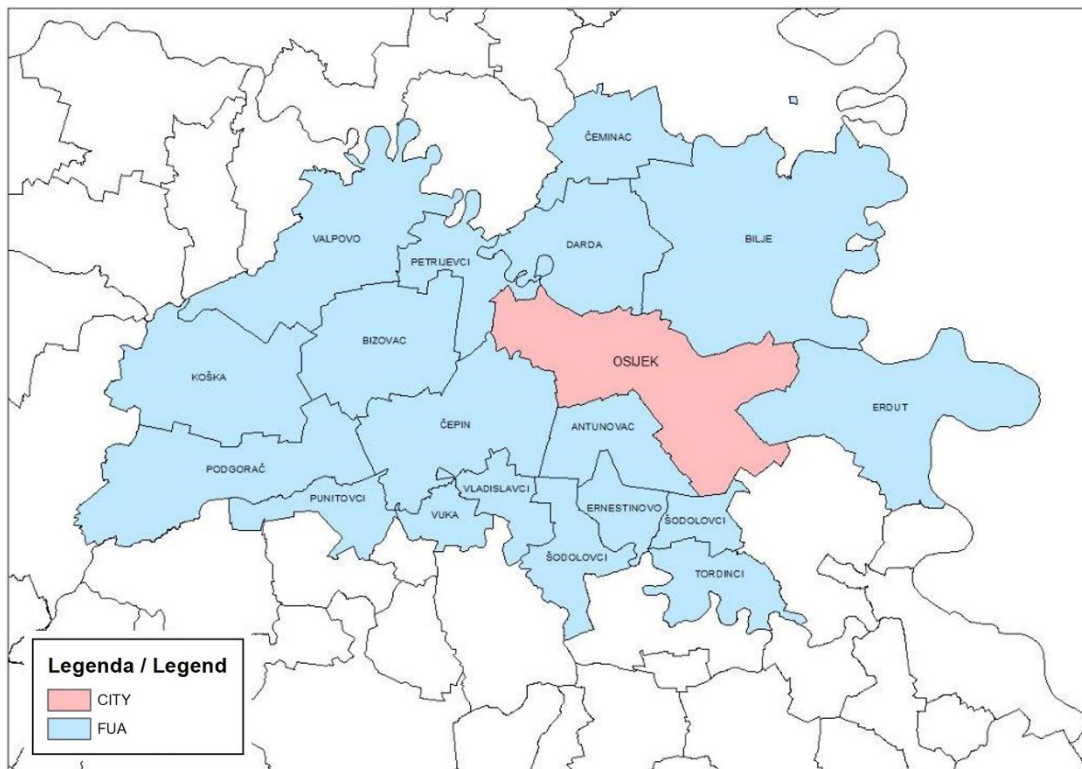 ČEMINAC
VALPOVO
DARDA
BILJE
PETRIJEVCI
BIZOVAC
OSIJEK
KOŠKA
ERDUT
ČEPIN
ANTUNOVAC
PODGORAČ
VLADISLAVCI
PUNITOVCI
ERNESTINOVO
VUKA
ŠODOLOVCI
ŠODOLOVCI
TORDINCI
Legenda / Legend
CITY
FUA